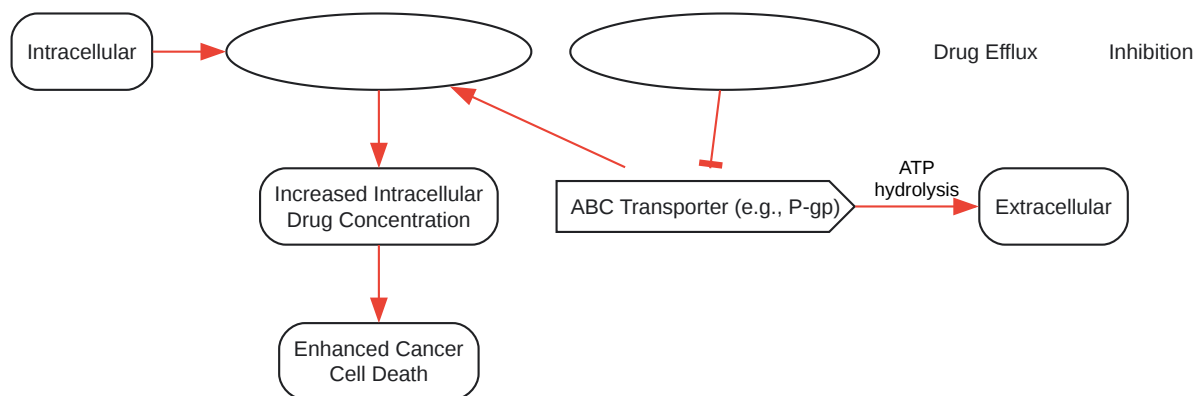 Intracellular
Drug Efflux
Inhibition
Increased Intracellular
Drug Concentration
ABC Transporter (e.g., P-gp)
ATP
hydrolysis
Extracellular
Enhanced Cancer
Cell Death